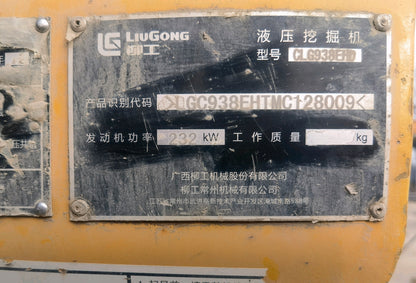 LIUGONG
柳工
液压挖掘机
型号 CLG938EHD
产品识别代码 >UGC938EHTMC128009<
发动机功率 232 kW 工作质量 kg
广西柳工机械股份有限公司
柳工常州机械有限公司